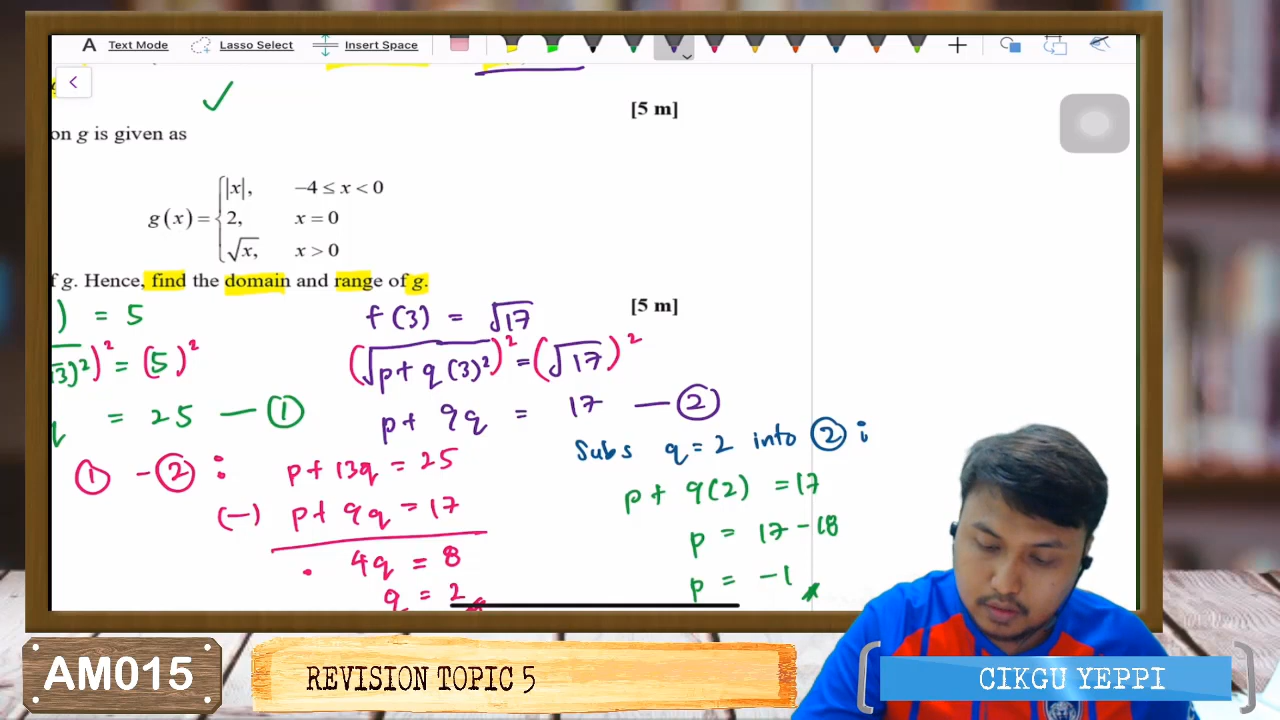 A Text Mode Lasso Select Insert Space
[5 m]
on g is given as
g(x) = { |x|, −4 ≤ x < 0
2, x = 0
√x, x > 0
f g. Hence, find the domain and range of g.
[5 m]
) = 5
f(3) = √17
√13)²)² = (5)²
(√p + q(3)²)² = (√17)²
q = 25 — ①
p + 9q = 17 — ②
Subs q = 2 into ② :
① - ② : p + 13q = 25
(−) p + 9q = 17
4q = 8
q = 2
p + 9(2) = 17
p = 17 − 18
p = −1
AM015
REVISION TOPIC 5
CIKGU YEPPI